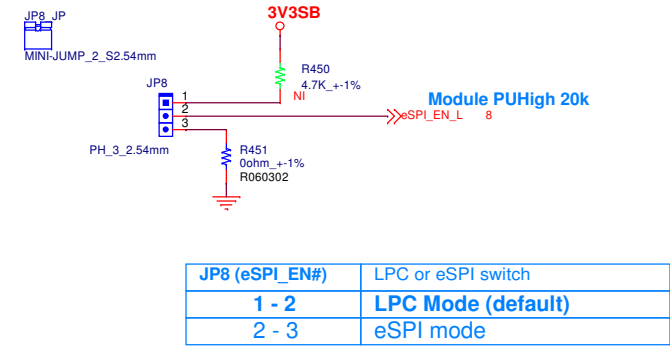 JP8_JP
MINI-JUMP_2_S2.54mm
3V3SB
R450
4.7K_+-1%
NI
JP8
1
2
3
PH_3_2.54mm
Module PUHigh 20k
eSPI_EN_L 8
R451
0ohm_+-1%
R060302
JP8 (eSPI_EN#) LPC or eSPI switch
1 - 2 LPC Mode (default)
2 - 3 eSPI mode